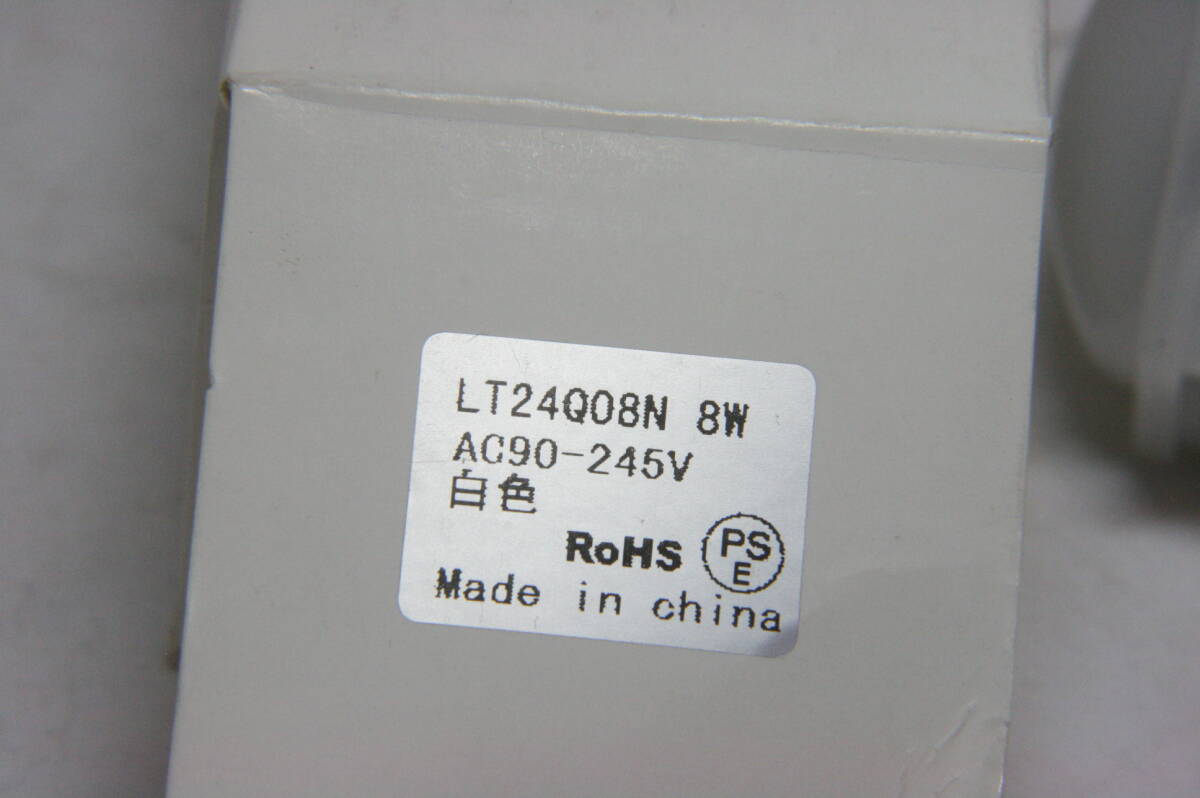 LT24Q08N 8W
AC90-245V
白色
RoHS PS
E
Made in china